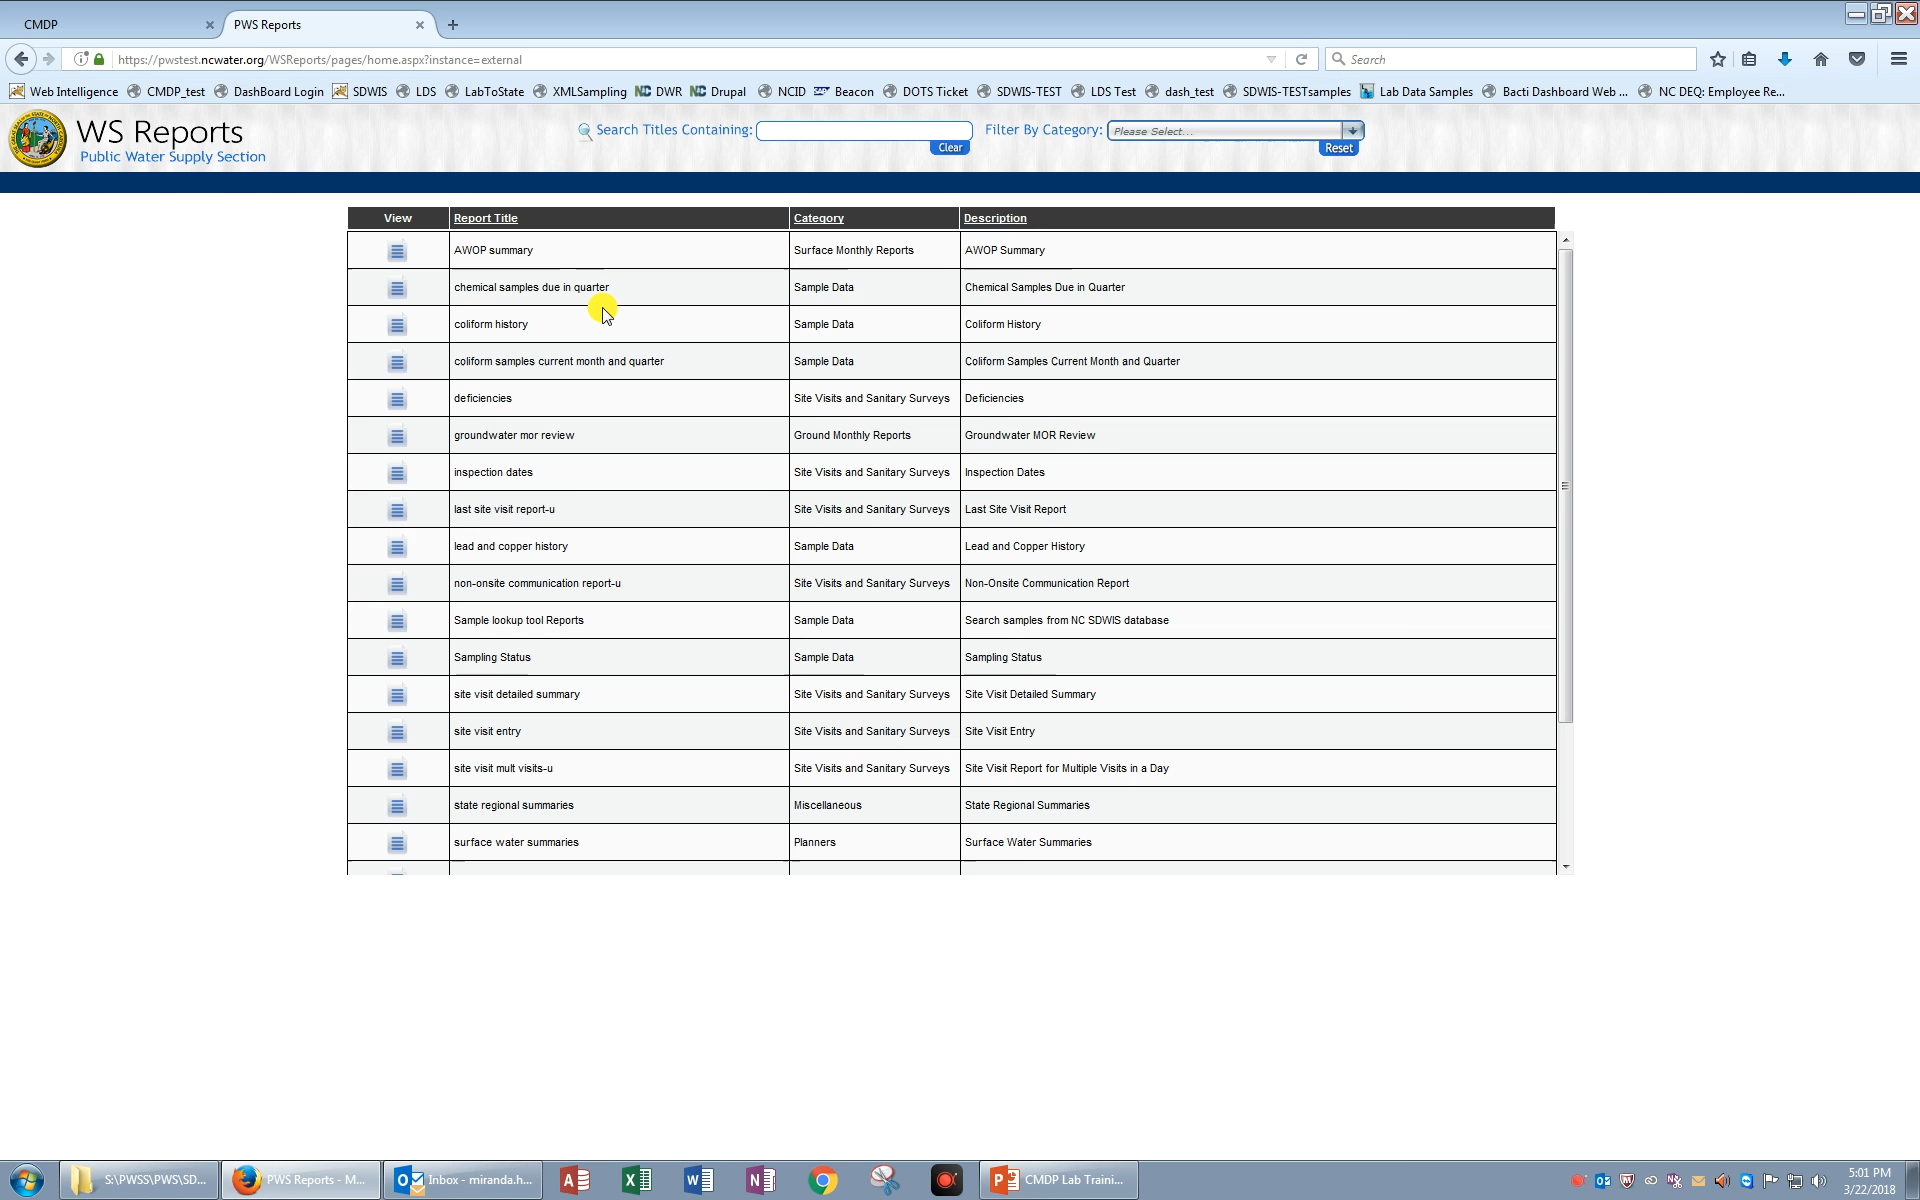 CMDP
PWS Reports
https://pwstest.ncwater.org/WSReports/pages/home.aspx?instance=external
Search
Web Intelligence CMDP_test DashBoard Login SDWIS LDS LabToState XMLSampling DWR Drupal NCID Beacon DOTS Ticket SDWIS-TEST LDS Test dash_test SDWIS-TESTsamples Lab Data Samples Bacti Dashboard Web ... NC DEQ: Employee Re...
WS Reports
Public Water Supply Section
Search Titles Containing:
Clear
Filter By Category: Please Select...
Reset
View Report Title Category Description
AWOP summary Surface Monthly Reports AWOP Summary
chemical samples due in quarter Sample Data Chemical Samples Due in Quarter
coliform history Sample Data Coliform History
coliform samples current month and quarter Sample Data Coliform Samples Current Month and Quarter
deficiencies Site Visits and Sanitary Surveys Deficiencies
groundwater mor review Ground Monthly Reports Groundwater MOR Review
inspection dates Site Visits and Sanitary Surveys Inspection Dates
last site visit report-u Site Visits and Sanitary Surveys Last Site Visit Report
lead and copper history Sample Data Lead and Copper History
non-onsite communication report-u Site Visits and Sanitary Surveys Non-Onsite Communication Report
Sample lookup tool Reports Sample Data Search samples from NC SDWIS database
Sampling Status Sample Data Sampling Status
site visit detailed summary Site Visits and Sanitary Surveys Site Visit Detailed Summary
site visit entry Site Visits and Sanitary Surveys Site Visit Entry
site visit mult visits-u Site Visits and Sanitary Surveys Site Visit Report for Multiple Visits in a Day
state regional summaries Miscellaneous State Regional Summaries
surface water summaries Planners Surface Water Summaries
S:\PWSS\PWS\SD... PWS Reports - M... Inbox - miranda.h... CMDP Lab Traini...
5:01 PM
3/22/2018